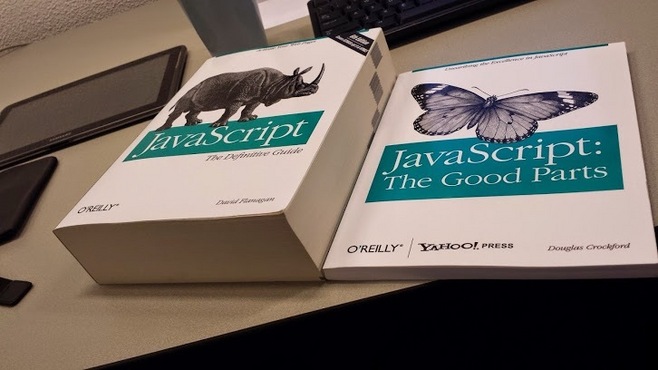 JavaScript
The Definitive Guide
O'REILLY®
David Flanagan
Unearthing the Excellence in JavaScript
JavaScript:
The Good Parts
O'REILLY®
YAHOO! PRESS
Douglas Crockford